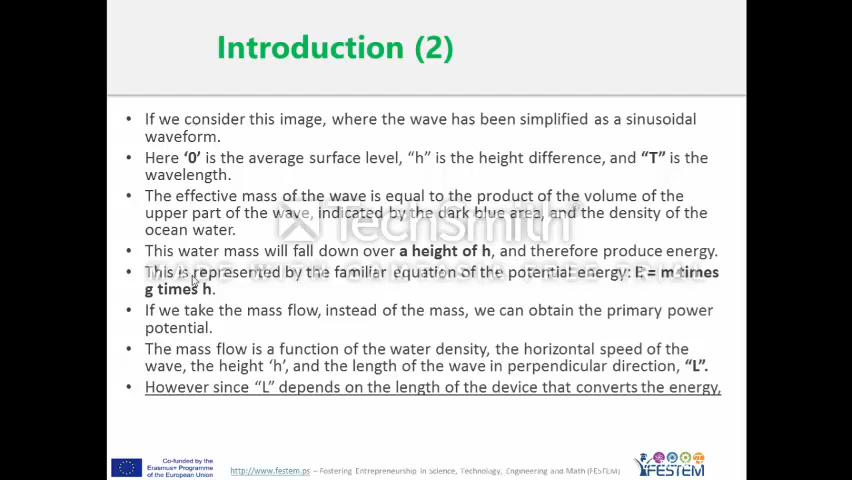 Introduction (2)
• If we consider this image, where the wave has been simplified as a sinusoidal
waveform.
• Here '0' is the average surface level, "h" is the height difference, and "T" is the
wavelength.
• The effective mass of the wave is equal to the product of the volume of the
upper part of the wave, indicated by the dark blue area, and the density of the
ocean water.
TechSmith
• This water mass will fall down over a height of h, and therefore produce energy.
• This is represented by the familiar equation of the potential energy: E = m times
MADE WITH CAMTASIA FREE TRIAL
g times h.
• If we take the mass flow, instead of the mass, we can obtain the primary power
potential.
• The mass flow is a function of the water density, the horizontal speed of the
wave, the height 'h', and the length of the wave in perpendicular direction, "L".
• However since "L" depends on the length of the device that converts the energy,
Co-funded by the
Erasmus+ Programme
of the European Union
http://www.festem.ps – Fostering Entrepreneurship in Science, Technology, Engineering and Math (FESTEM)
FESTEM